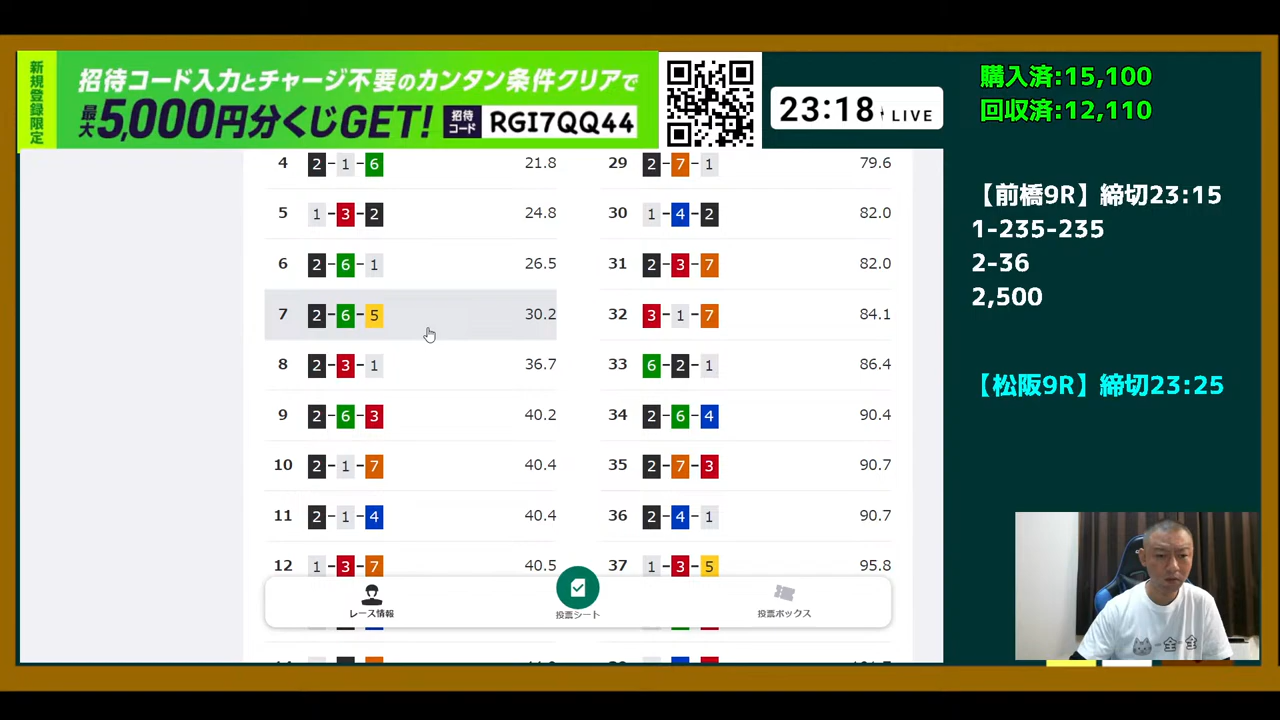 新規登録限定
招待コード入力とチャージ不要のカンタン条件クリアで
最大5,000円分くじGET! 招待コード RGI7QQ44
23:18 LIVE
購入済:15,100
回収済:12,110
【前橋9R】締切23:15
1-235-235
2-36
2,500
【松阪9R】締切23:25
4 2-1-6 21.8
5 1-3-2 24.8
6 2-6-1 26.5
7 2-6-5 30.2
8 2-3-1 36.7
9 2-6-3 40.2
10 2-1-7 40.4
11 2-1-4 40.4
12 1-3-7 40.5
29 2-7-1 79.6
30 1-4-2 82.0
31 2-3-7 82.0
32 3-1-7 84.1
33 6-2-1 86.4
34 2-6-4 90.4
35 2-7-3 90.7
36 2-4-1 90.7
37 1-3-5 95.8
レース情報
投票シート
投票ボックス